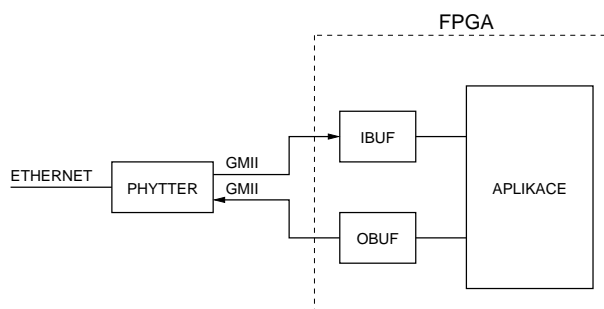 FPGA
IBUF
GMII
ETHERNET
PHYTTER
GMII
APLIKACE
OBUF